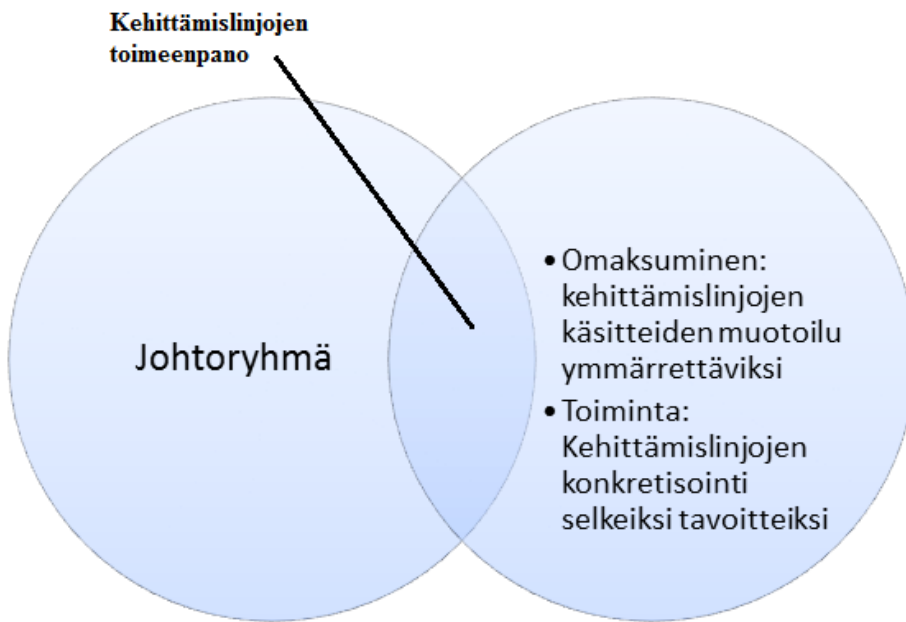 Kehittämislinjojen
toimeenpano
Johtoryhmä
• Omaksuminen:
kehittämislinjojen
käsitteiden muotoilu
ymmärrettäviksi
• Toiminta:
Kehittämislinjojen
konkretisointi
selkeiksi tavoitteiksi